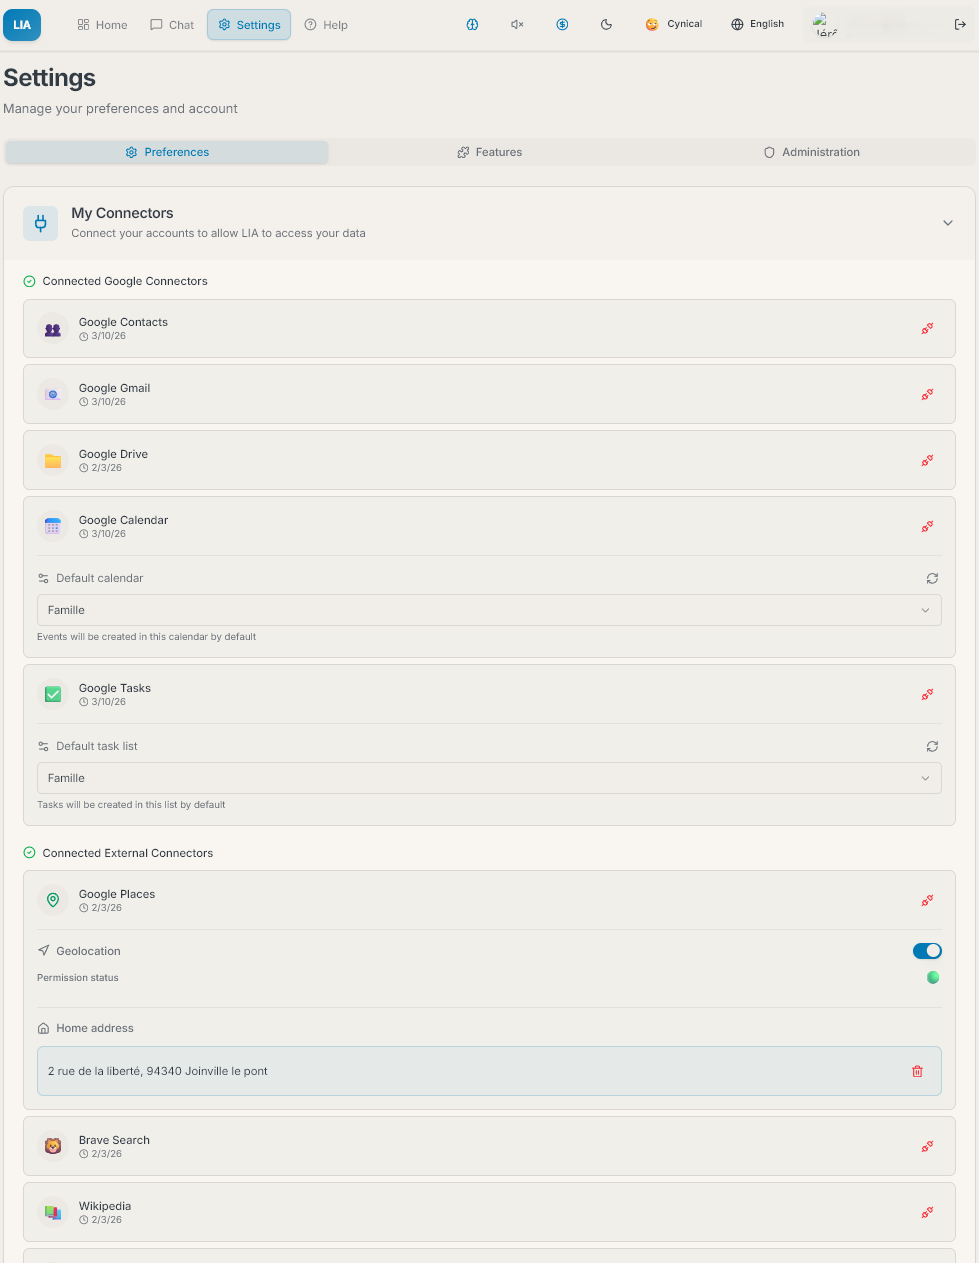 LIA
Home
Chat
Settings
Help
Cynical
English
Settings
Manage your preferences and account
Preferences
Features
Administration
My Connectors
Connect your accounts to allow LIA to access your data
Connected Google Connectors
Google Contacts
3/10/26
Google Gmail
3/10/26
Google Drive
2/3/26
Google Calendar
3/10/26
Default calendar
Famille
Events will be created in this calendar by default
Google Tasks
3/10/26
Default task list
Famille
Tasks will be created in this list by default
Connected External Connectors
Google Places
2/3/26
Geolocation
Permission status
Home address
2 rue de la liberté, 94340 Joinville le pont
Brave Search
2/3/26
Wikipedia
2/3/26